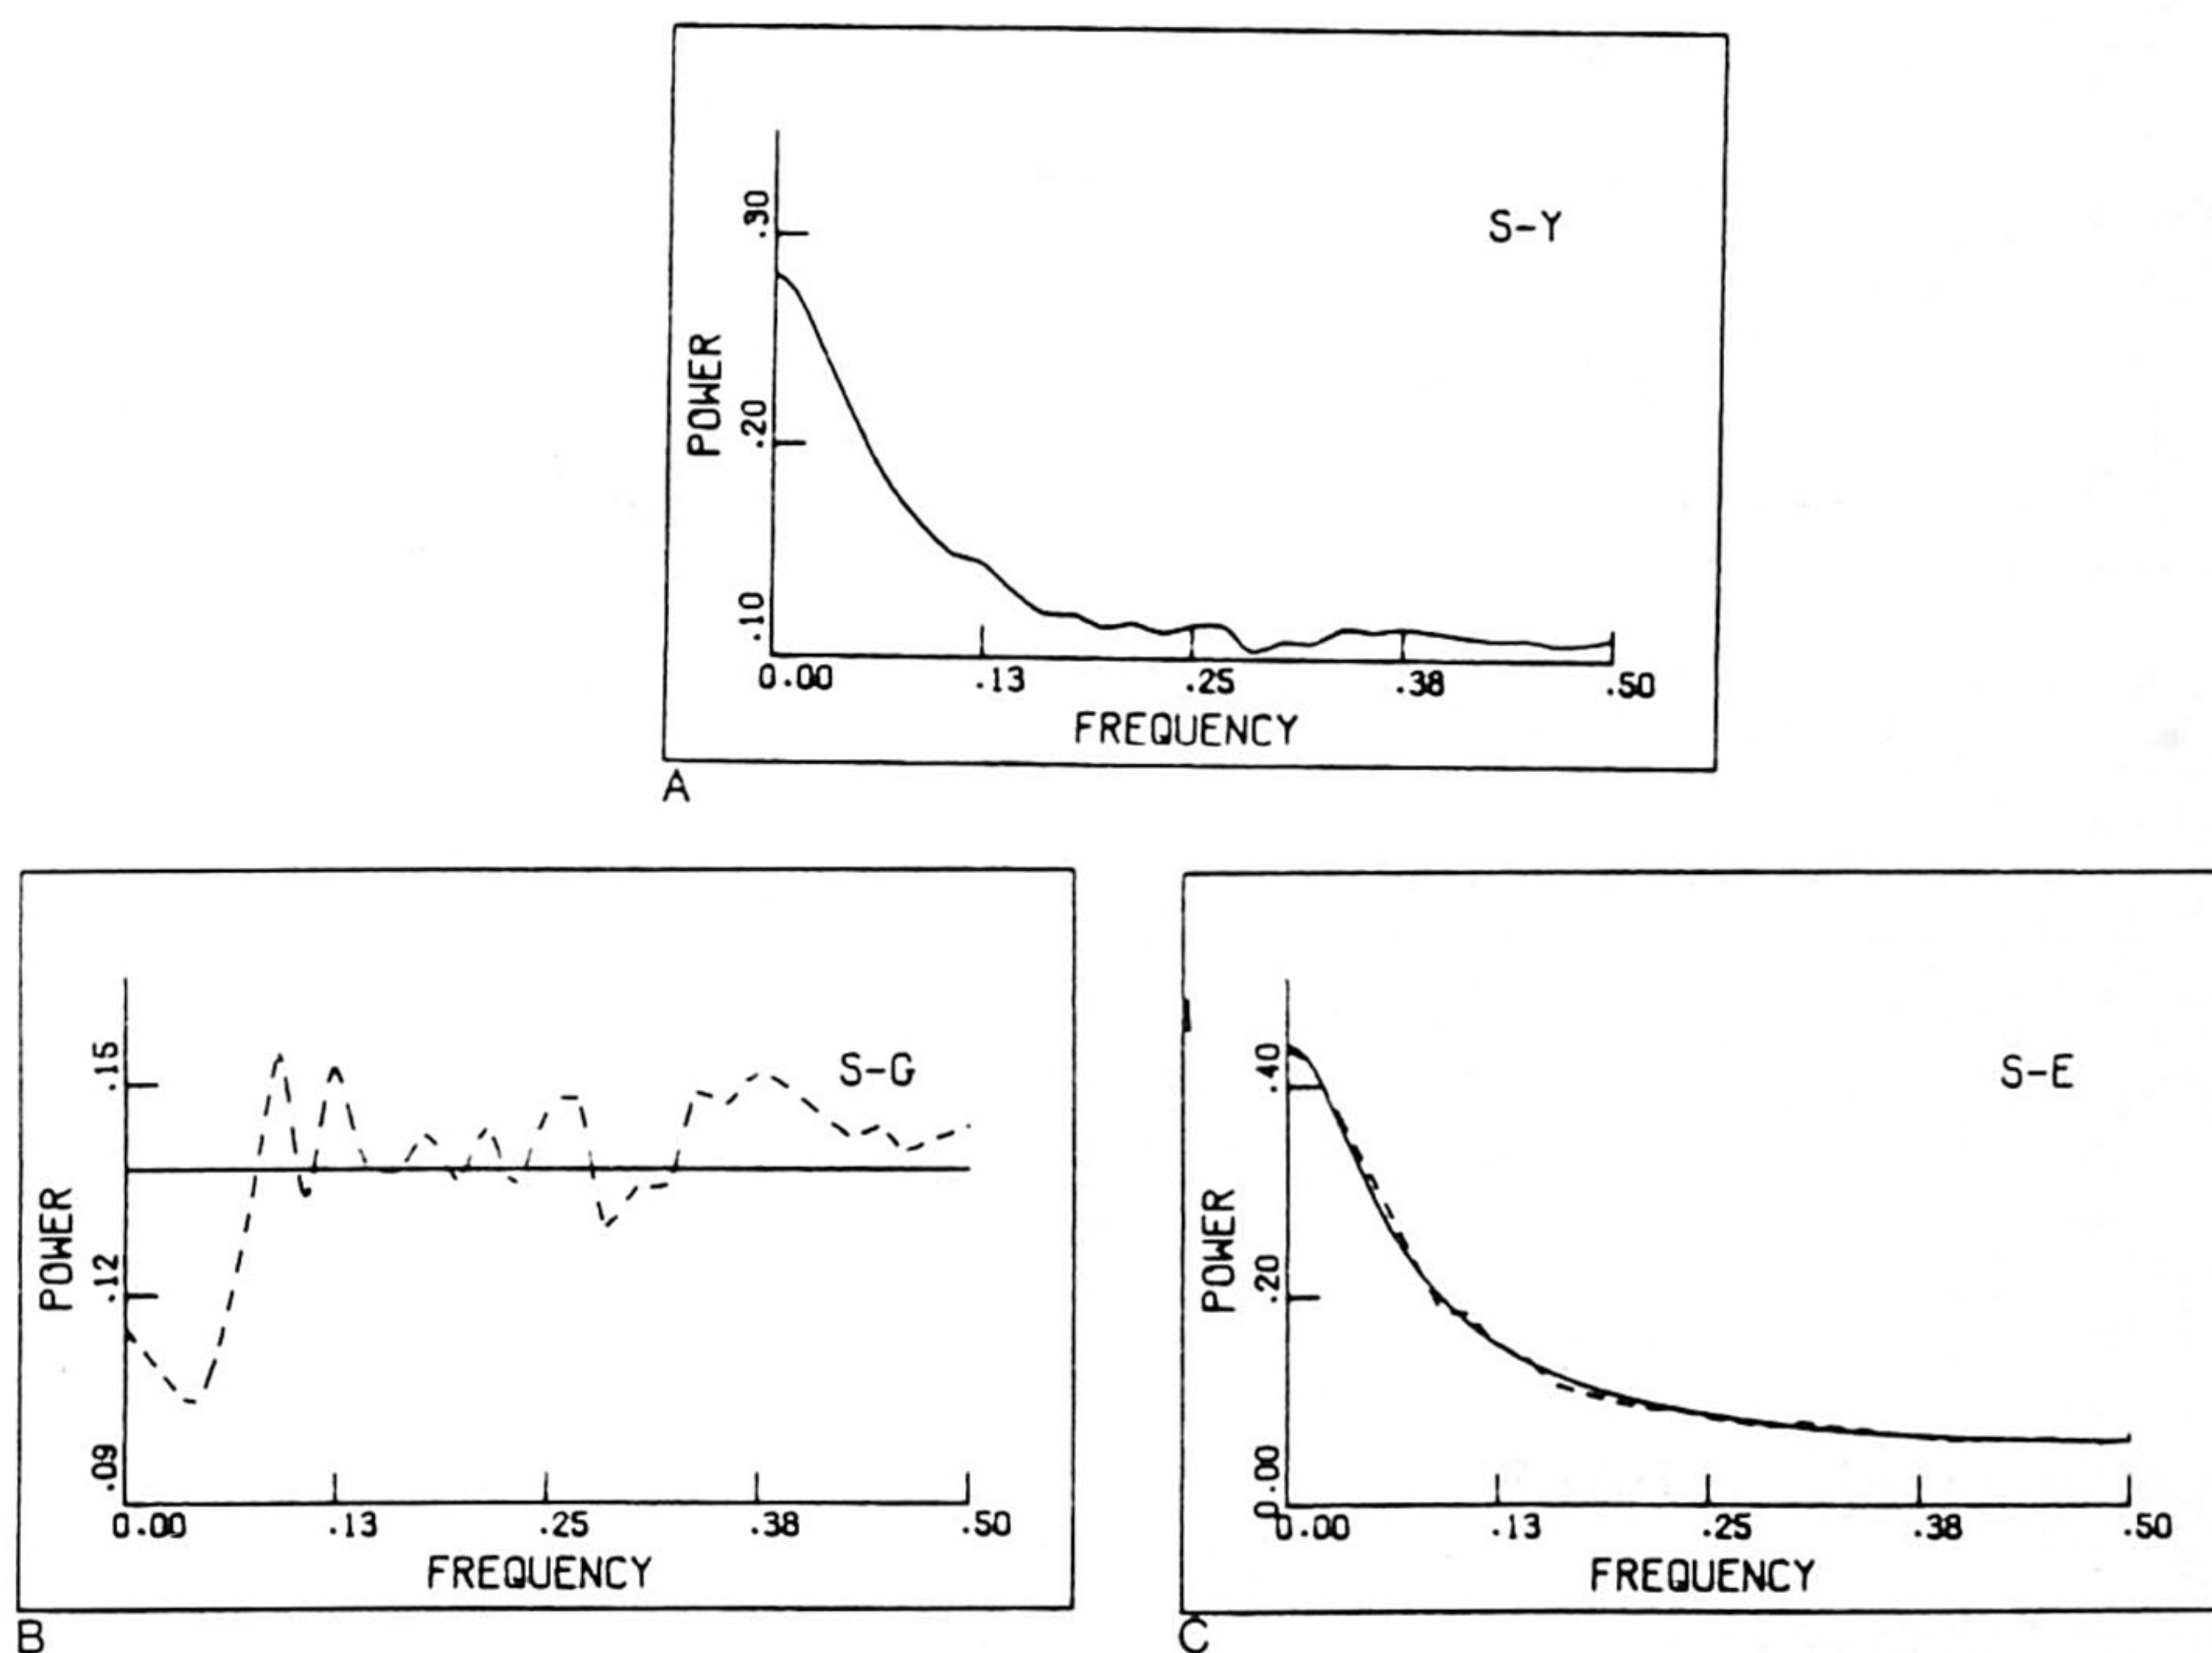 S-Y
POWER
.30
.20
.10
0.00 .13 .25 .38 .50
FREQUENCY
A
S-G
POWER
.15
.12
.09
0.00 .13 .25 .38 .50
FREQUENCY
B
S-E
POWER
.40
.20
0.00
0.00 .13 .25 .38 .50
FREQUENCY
C